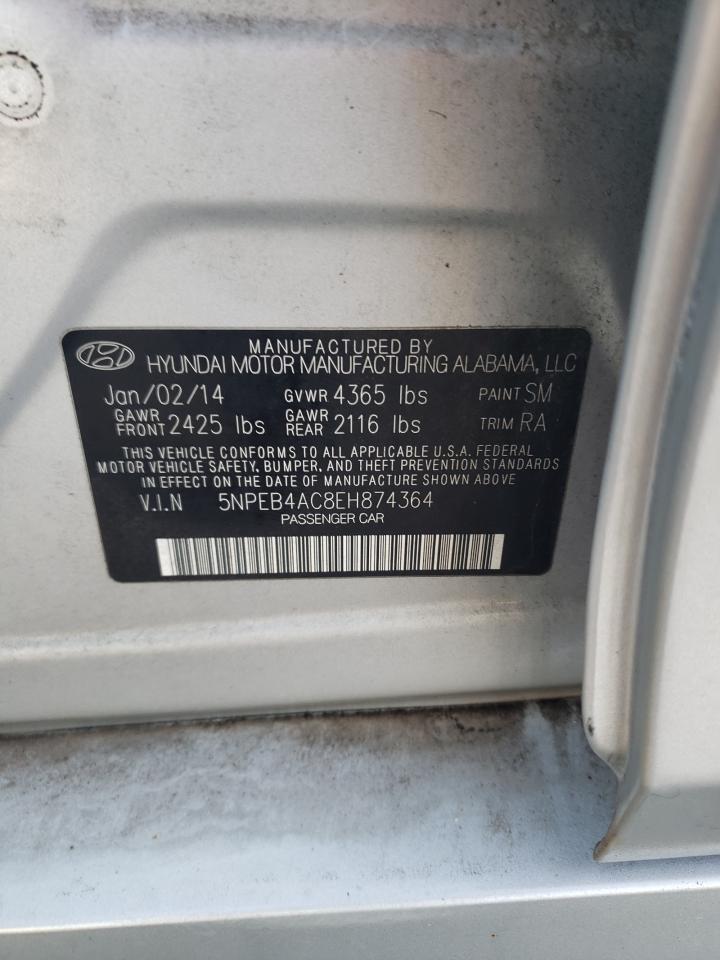 MANUFACTURED BY
HYUNDAI MOTOR MANUFACTURING ALABAMA, LLC
Jan/02/14 GVWR 4365 lbs PAINT SM
GAWR FRONT 2425 lbs GAWR REAR 2116 lbs TRIM RA
THIS VEHICLE CONFORMS TO ALL APPLICABLE U.S.A. FEDERAL
MOTOR VEHICLE SAFETY, BUMPER, AND THEFT PREVENTION STANDARDS
IN EFFECT ON THE DATE OF MANUFACTURE SHOWN ABOVE
V.I.N 5NPEB4AC8EH874364
PASSENGER CAR